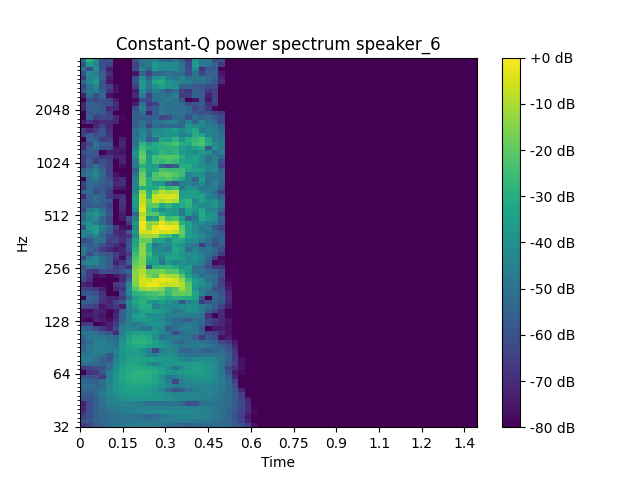 Constant-Q power spectrum speaker_6
+0 dB
-10 dB
-20 dB
-30 dB
-40 dB
-50 dB
-60 dB
-70 dB
-80 dB
2048
1024
512
256
128
64
32
Hz
0 0.15 0.3 0.45 0.6 0.75 0.9 1.1 1.2 1.4
Time